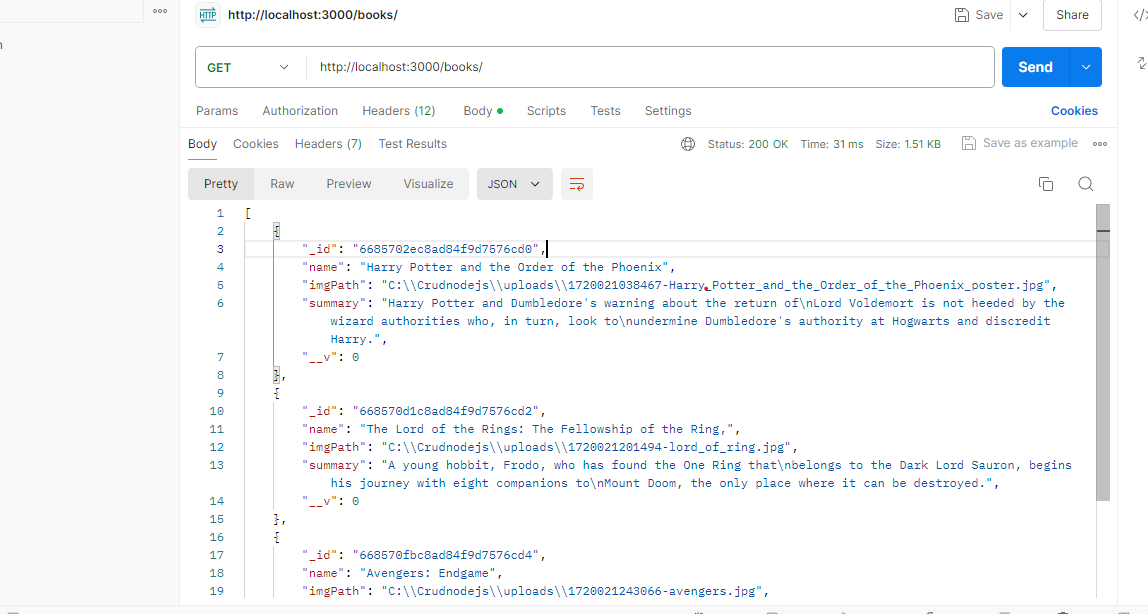 HTTP http://localhost:3000/books/ Save Share
GET http://localhost:3000/books/ Send
Params Authorization Headers (12) Body Scripts Tests Settings Cookies
Body Cookies Headers (7) Test Results Status: 200 OK Time: 31 ms Size: 1.51 KB Save as example
Pretty Raw Preview Visualize JSON
1 [
2 {
3 "_id": "6685702ec8ad84f9d7576cd0",
4 "name": "Harry Potter and the Order of the Phoenix",
5 "imgPath": "C:\\Crudnodejs\\uploads\\1720021038467-Harry_Potter_and_the_Order_of_the_Phoenix_poster.jpg",
6 "summary": "Harry Potter and Dumbledore's warning about the return of\nLord Voldemort is not heeded by the
wizard authorities who, in turn, look to\nundermine Dumbledore's authority at Hogwarts and discredit
Harry.",
7 "__v": 0
8 },
9 {
10 "_id": "668570d1c8ad84f9d7576cd2",
11 "name": "The Lord of the Rings: The Fellowship of the Ring,",
12 "imgPath": "C:\\Crudnodejs\\uploads\\1720021201494-lord_of_ring.jpg",
13 "summary": "A young hobbit, Frodo, who has found the One Ring that\nbelongs to the Dark Lord Sauron, begins
his journey with eight companions to\nMount Doom, the only place where it can be destroyed.",
14 "__v": 0
15 },
16 {
17 "_id": "668570fbc8ad84f9d7576cd4",
18 "name": "Avengers: Endgame",
19 "imgPath": "C:\\Crudnodejs\\uploads\\1720021243066-avengers.jpg",